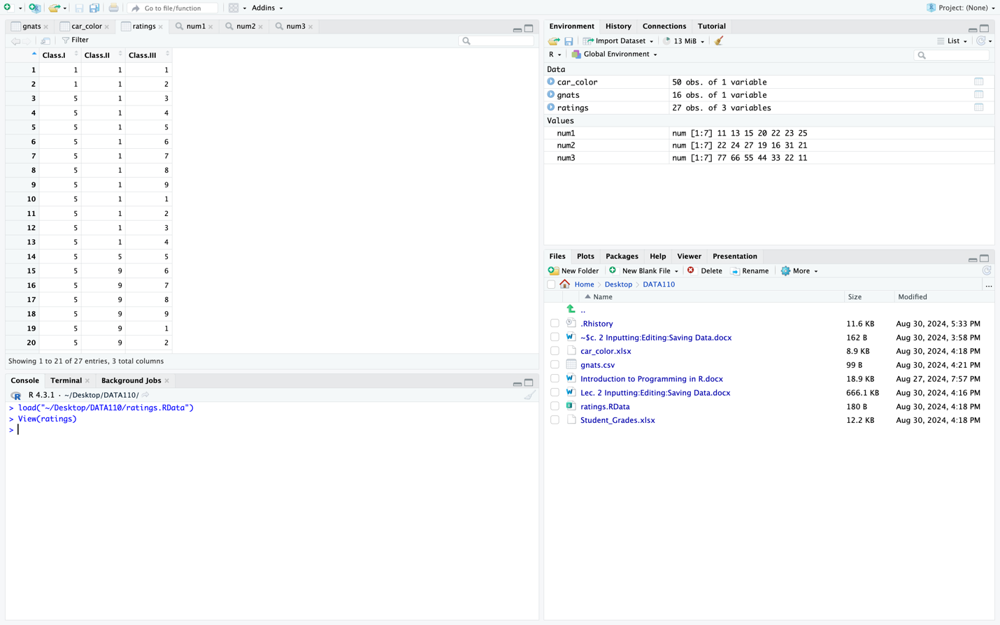 Go to file/function Addins Project: (None)
gnats car_color ratings num1 num2 num3
Filter
Class.I Class.II Class.III
1 1 1 1
2 1 1 2
3 5 1 3
4 5 1 4
5 5 1 5
6 5 1 6
7 5 1 7
8 5 1 8
9 5 1 9
10 5 1 1
11 5 1 2
12 5 1 3
13 5 1 4
14 5 5 5
15 5 9 6
16 5 9 7
17 5 9 8
18 5 9 9
19 5 9 1
20 5 9 2
Showing 1 to 21 of 27 entries, 3 total columns
Console Terminal Background Jobs
R 4.3.1 · ~/Desktop/DATA110/
> load("~/Desktop/DATA110/ratings.RData")
> View(ratings)
>
Environment History Connections Tutorial
Import Dataset 13 MiB List
R Global Environment
Data
car_color 50 obs. of 1 variable
gnats 16 obs. of 1 variable
ratings 27 obs. of 3 variables
Values
num1 num [1:7] 11 13 15 20 22 23 25
num2 num [1:7] 22 24 27 19 16 31 21
num3 num [1:7] 77 66 55 44 33 22 11
Files Plots Packages Help Viewer Presentation
New Folder New Blank File Delete Rename More
Home Desktop DATA110 ...
Name Size Modified
..
.Rhistory 11.6 KB Aug 30, 2024, 5:33 PM
~$c. 2 Inputting:Editing:Saving Data.docx 162 B Aug 30, 2024, 3:58 PM
car_color.xlsx 8.9 KB Aug 30, 2024, 4:18 PM
gnats.csv 99 B Aug 30, 2024, 4:21 PM
Introduction to Programming in R.docx 18.9 KB Aug 27, 2024, 7:57 PM
Lec. 2 Inputting:Editing:Saving Data.docx 666.1 KB Aug 30, 2024, 4:16 PM
ratings.RData 180 B Aug 30, 2024, 4:18 PM
Student_Grades.xlsx 12.2 KB Aug 30, 2024, 4:18 PM